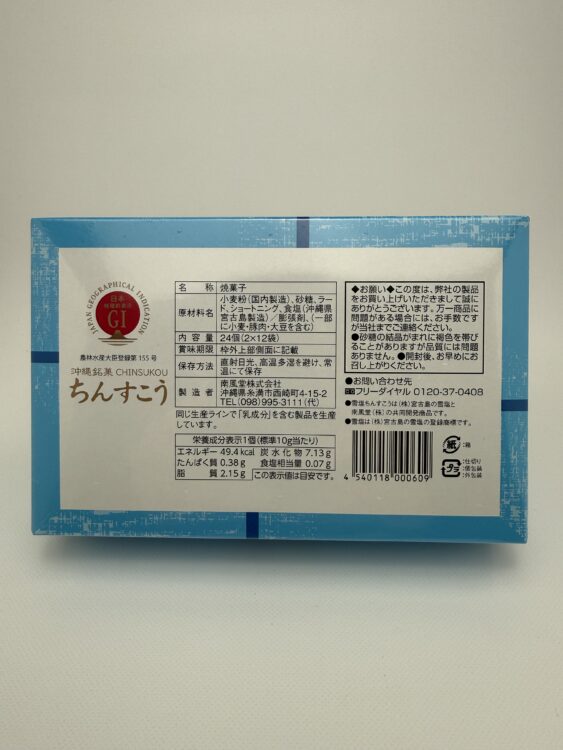 JAPAN GEOGRAPHICAL INDICATION
日本
GI
農林水産大臣登録第 155 号
沖縄銘菓 CHINSUKOU
ちんすこう
名 称 焼菓子
原材料名 小麦粉(国内製造)、砂糖、ラード、ショートニング、食塩(沖縄県宮古島製造)/膨張剤、(一部に小麦・豚肉・大豆を含む)
内 容 量 24個(2×12袋)
賞味期限 枠外上部側面に記載
保存方法 直射日光、高温多湿を避け、常温にて保存
製 造 者 南風堂株式会社
沖縄県糸満市西崎町4-15-2
TEL(098)995-3111(代)
同じ生産ラインで「乳成分」を含む製品を生産
しています。
栄養成分表示1個(標準10g当たり)
エネルギー 49.4kcal 炭水化物 7.13g
たんぱく質 0.38g 食塩相当量 0.07g
脂 質 2.15g この表示値は目安です。
◆お願い◆この度は、弊社の製品
をお買い上げいただきまして誠に
ありがとうございます。万一商品に
問題がある場合には、お手数です
が当社までご連絡ください。
●砂糖の結晶がまれに褐色を帯び
ることがありますが品質には問題
ありません。●開封後、お早めにお
召し上がりください。
●お問い合わせ先
フリーダイヤル 0120-37-0408
●雪塩ちんすこうは(株)宮古島の雪塩と
南風堂(株)の共同開発商品です。
●雪塩は(株)宮古島の雪塩の登録商標です。
4 540118 000609
紙 :箱
プラ :仕切り
:個包装
:外包装